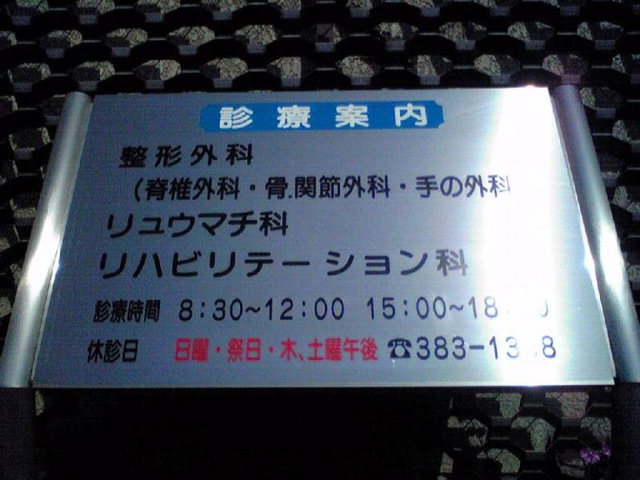 診療案内
整形外科
(脊椎外科・骨.関節外科・手の外科
リュウマチ科
リハビリテーション科
診療時間 8:30~12:00 15:00~
休診日 日曜・祭日・木、土曜午後 ☎